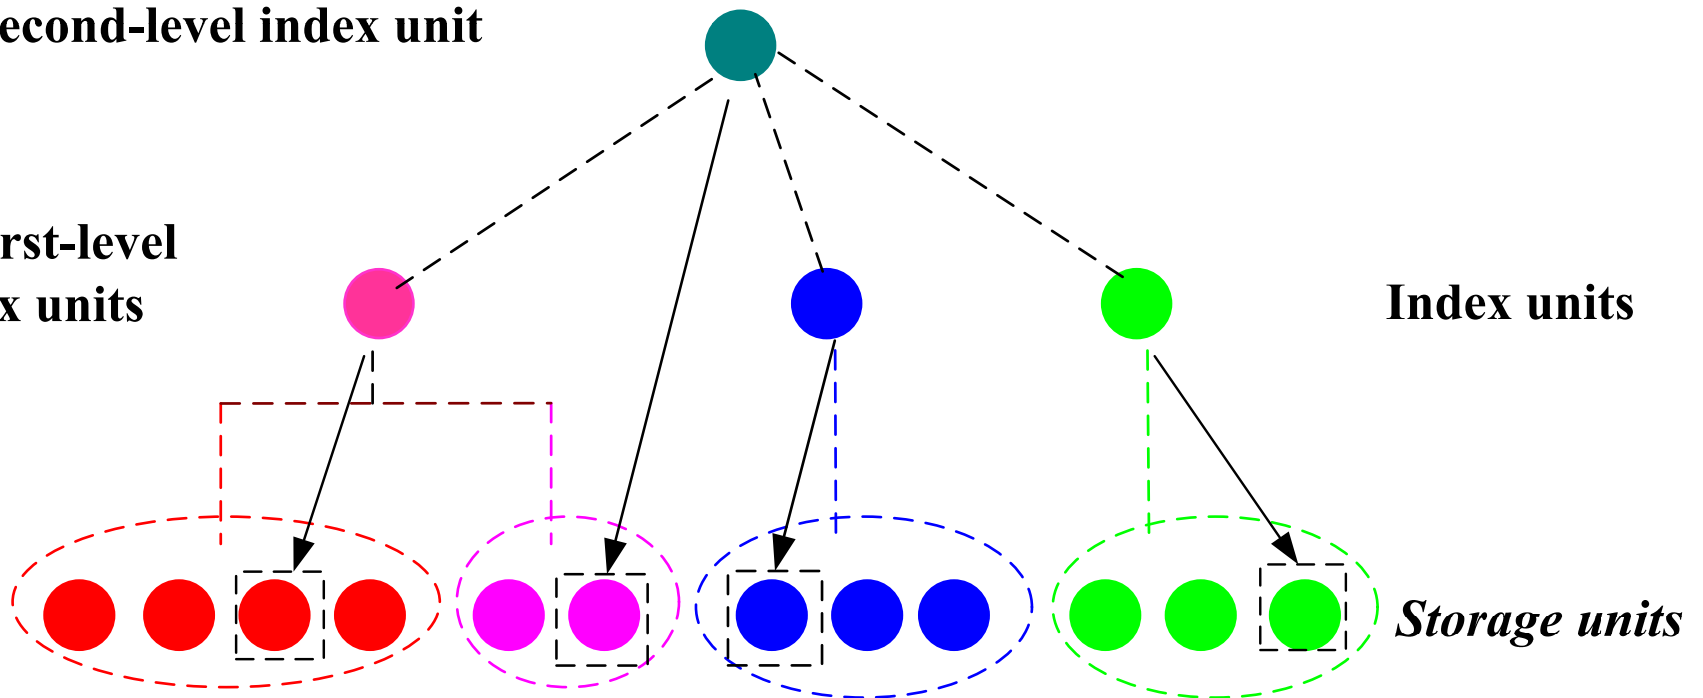 econd-level index unit
rst-level
x units
Index units
Storage units